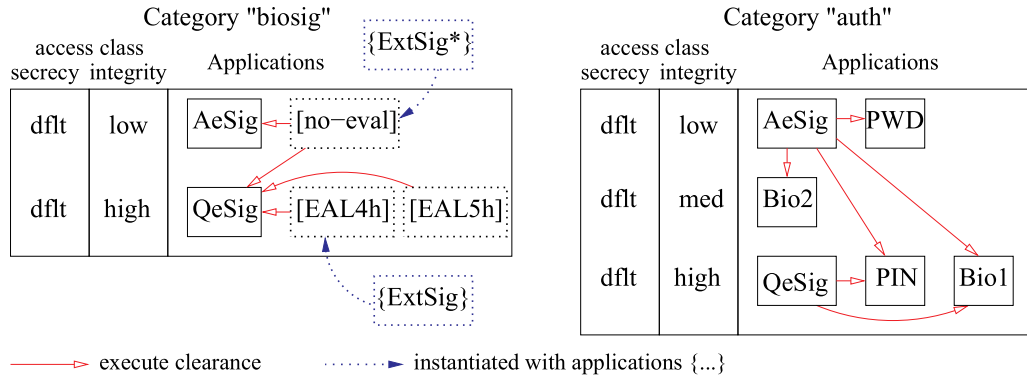 Category "biosig"
access class
secrecy integrity
Applications
{ExtSig*}
dflt low AeSig [no-eval]
dflt high QeSig [EAL4h] [EAL5h]
{ExtSig}
Category "auth"
access class
secrecy integrity
Applications
dflt low AeSig PWD
dflt med Bio2
dflt high QeSig PIN Bio1
execute clearance
instantiated with applications {...}